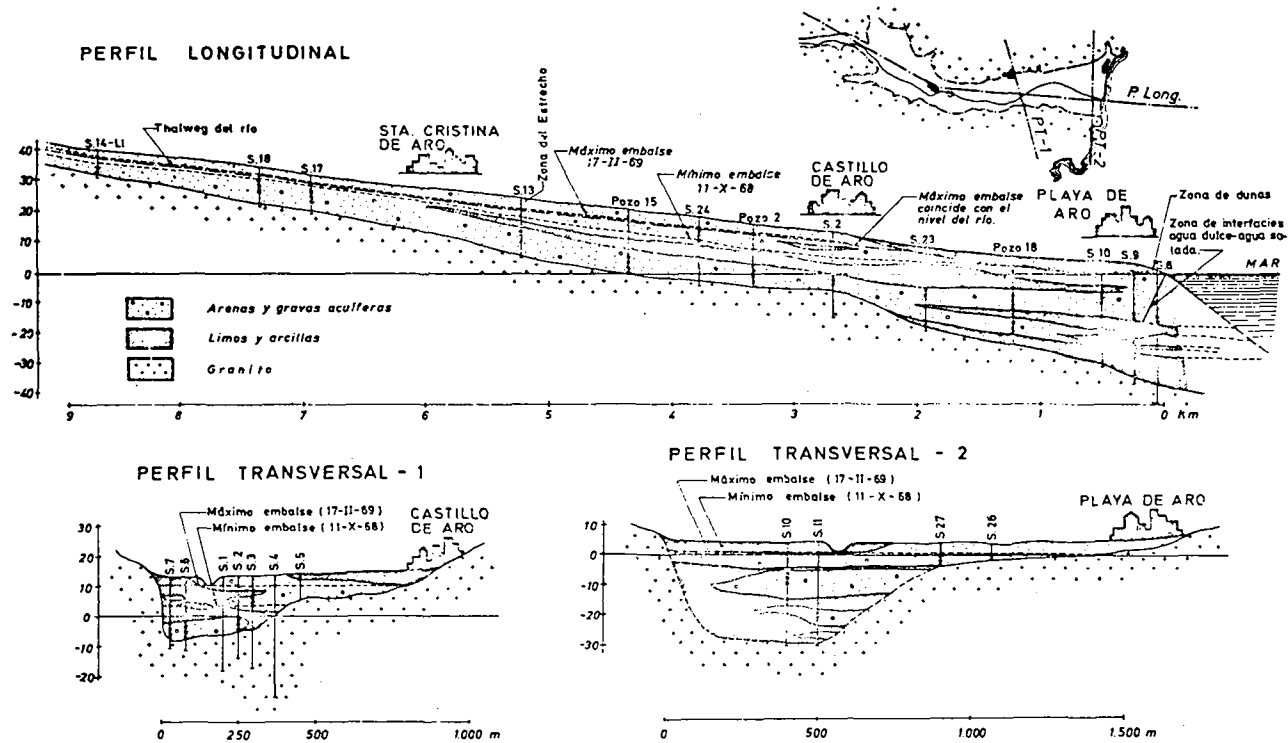 PERFIL LONGITUDINAL
P. Long.
PT-1
PT-2
Thalweg del río
STA. CRISTINA
DE ARO
Zona del Estrecho
Máximo embalse
17-II-69
Mínimo embalse
11-X-68
CASTILLO
DE ARO
Máximo embalse
coincide con el
nivel del río.
PLAYA DE
ARO
Zona de dunas
Zona de interfacies
agua dulce-agua sa-
lada.
MAR
S.14-LI
S.18
S.17
S.13
Pozo 15
S.24
Pozo 2
S.2
S.23
Pozo 18
S.10
S.9
S.8
40
30
20
10
0
-10
-20
-30
-40
Arenas y gravas acuíferas
Limos y arcillas
Granito
9 8 7 6 5 4 3 2 1 0 Km
PERFIL TRANSVERSAL - 1
Máximo embalse (17-II-69)
Mínimo embalse (11-X-68)
CASTILLO
DE ARO
S.7
S.6
S.1
S.2
S.3
S.4
S.5
30
20
10
0
-10
-20
0 250 500 1.000 m
PERFIL TRANSVERSAL - 2
Máximo embalse (17-II-69)
Mínimo embalse (11-X-68)
PLAYA DE ARO
S.10
S.11
S.27
S.26
10
0
-10
-20
-30
0 500 1.000 1.500 m